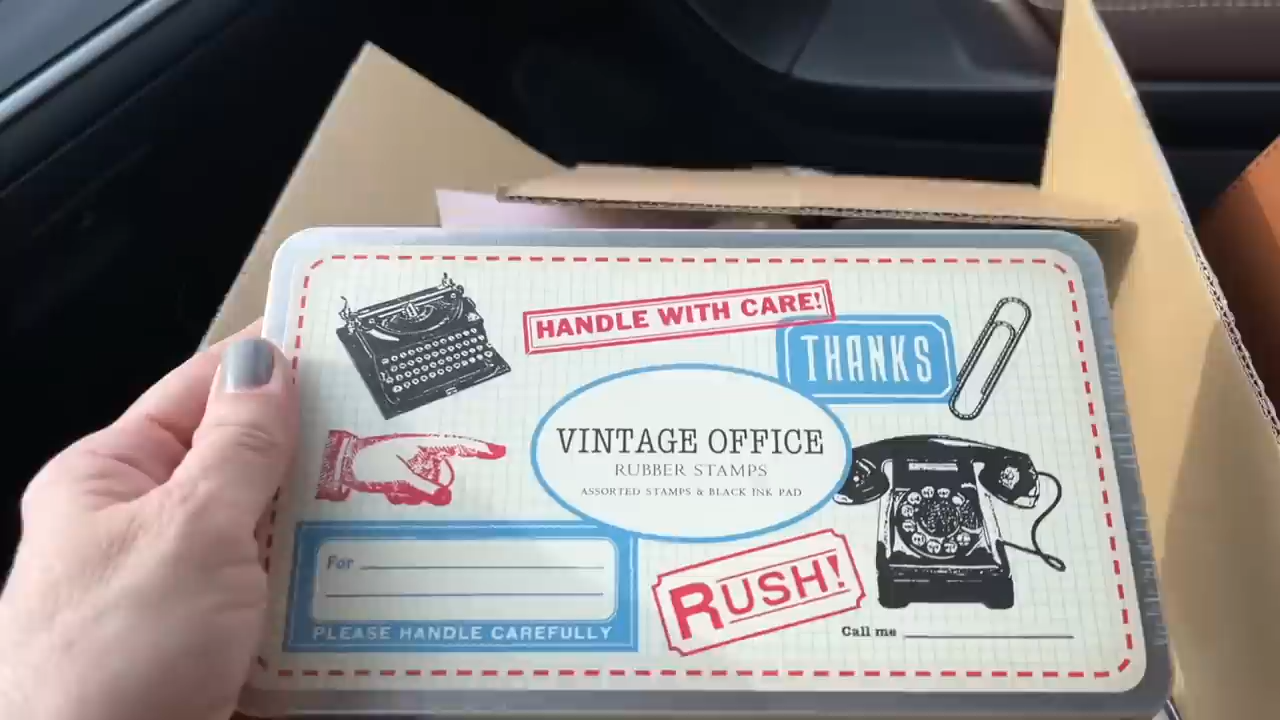 HANDLE WITH CARE!
THANKS
VINTAGE OFFICE
RUBBER STAMPS
ASSORTED STAMPS & BLACK INK PAD
For
PLEASE HANDLE CAREFULLY
RUSH!
Call me